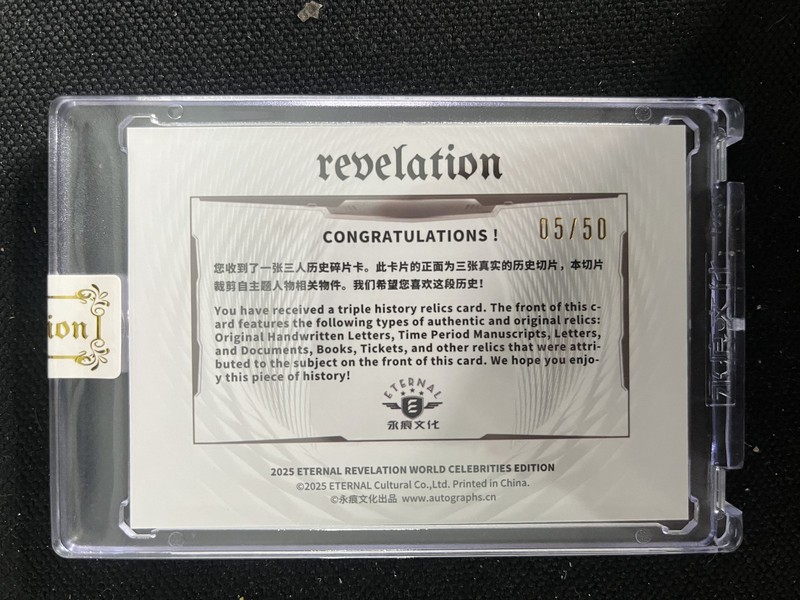 revelation
CONGRATULATIONS !
05/50
您收到了一张三人历史碎片卡。此卡片的正面为三张真实的历史切片，本切片
裁剪自主题人物相关物件。我们希望您喜欢这段历史！
You have received a triple history relics card. The front of this c-
ard features the following types of authentic and original relics:
Original Handwritten Letters, Time Period Manuscripts, Letters,
and Documents, Books, Tickets, and other relics that were attri-
buted to the subject on the front of this card. We hope you enjo-
y this piece of history!
ETERNAL
永痕文化
2025 ETERNAL REVELATION WORLD CELEBRITIES EDITION
©2025 ETERNAL Cultural Co.,Ltd. Printed in China.
©永痕文化出品 www.autographs.cn
ion
永痕文化